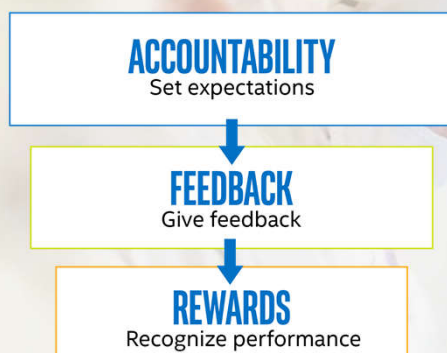 ACCOUNTABILITY
Set expectations
FEEDBACK
Give feedback
REWARDS
Recognize performance